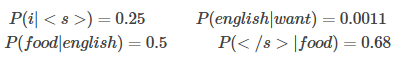 P(i| < s >) = 0.25 P(english|want) = 0.0011
P(food|english) = 0.5 P(< /s > |food) = 0.68